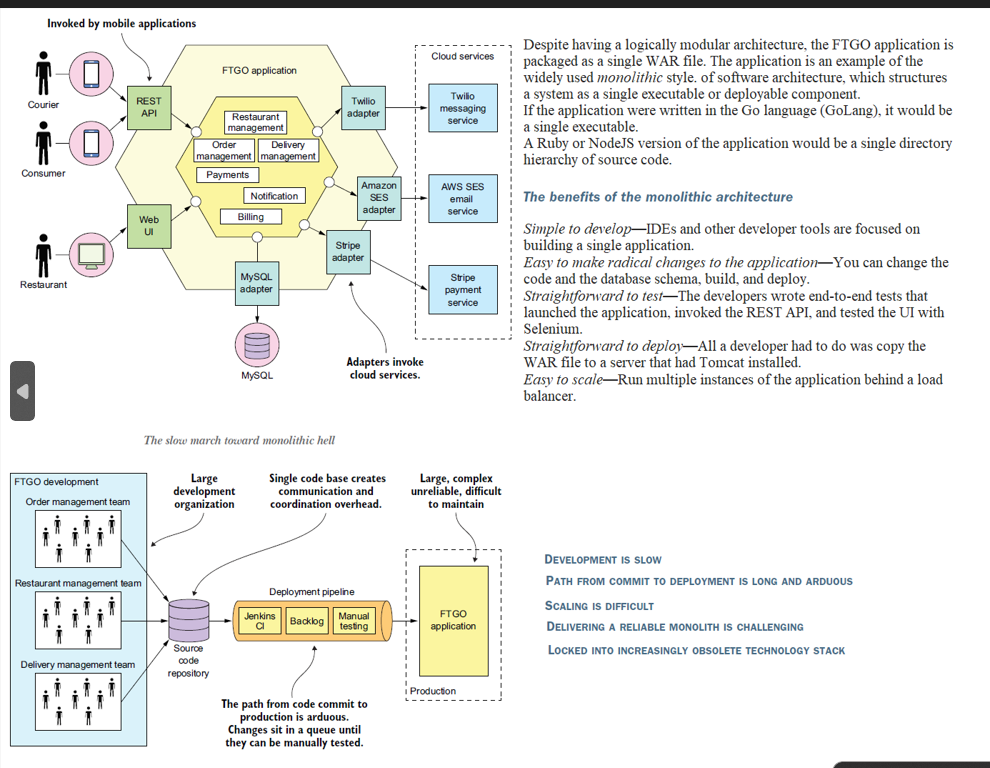 Invoked by mobile applications
Courier
Consumer
Restaurant
REST
API
Web
UI
FTGO application
Restaurant
management
Order
management
Delivery
management
Payments
Notification
Billing
Twilio
adapter
Amazon
SES
adapter
Stripe
adapter
MySQL
adapter
MySQL
Cloud services
Twilio
messaging
service
AWS SES
email
service
Stripe
payment
service
Adapters invoke
cloud services.
Despite having a logically modular architecture, the FTGO application is
packaged as a single WAR file. The application is an example of the
widely used monolithic style. of software architecture, which structures
a system as a single executable or deployable component.
If the application were written in the Go language (GoLang), it would be
a single executable.
A Ruby or NodeJS version of the application would be a single directory
hierarchy of source code.
The benefits of the monolithic architecture
Simple to develop—IDEs and other developer tools are focused on
building a single application.
Easy to make radical changes to the application—You can change the
code and the database schema, build, and deploy.
Straightforward to test—The developers wrote end-to-end tests that
launched the application, invoked the REST API, and tested the UI with
Selenium.
Straightforward to deploy—All a developer had to do was copy the
WAR file to a server that had Tomcat installed.
Easy to scale—Run multiple instances of the application behind a load
balancer.
The slow march toward monolithic hell
FTGO development
Order management team
Restaurant management team
Delivery management team
Large
development
organization
Single code base creates
communication and
coordination overhead.
Large, complex
unreliable, difficult
to maintain
Source
code
repository
Deployment pipeline
Jenkins
CI
Backlog
Manual
testing
FTGO
application
Production
The path from code commit to
production is arduous.
Changes sit in a queue until
they can be manually tested.
DEVELOPMENT IS SLOW
PATH FROM COMMIT TO DEPLOYMENT IS LONG AND ARDUOUS
SCALING IS DIFFICULT
DELIVERING A RELIABLE MONOLITH IS CHALLENGING
LOCKED INTO INCREASINGLY OBSOLETE TECHNOLOGY STACK